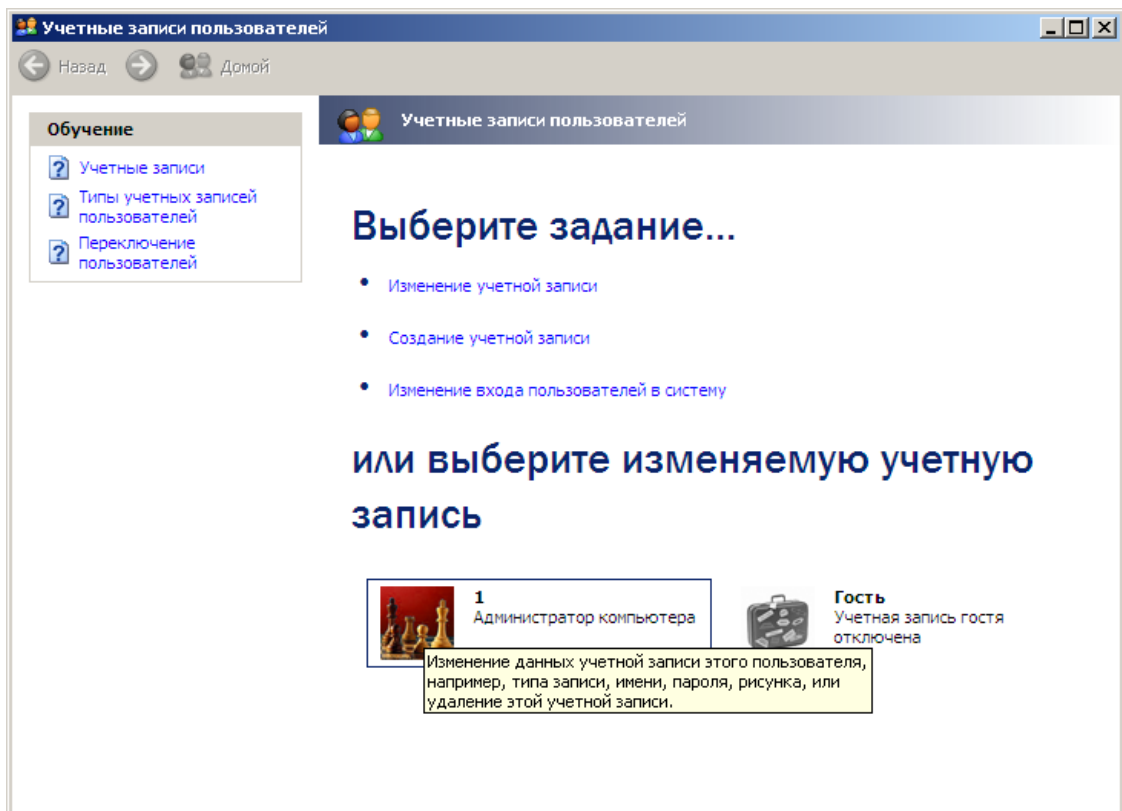 Учетные записи пользователей
Назад Домой
Обучение
Учетные записи
Типы учетных записей
пользователей
Переключение
пользователей
Учетные записи пользователей
Выберите задание...
• Изменение учетной записи
• Создание учетной записи
• Изменение входа пользователей в систему
или выберите изменяемую учетную
запись
1
Администратор компьютера
Гость
Учетная запись гостя
отключена
Изменение данных учетной записи этого пользователя,
например, типа записи, имени, пароля, рисунка, или
удаление этой учетной записи.